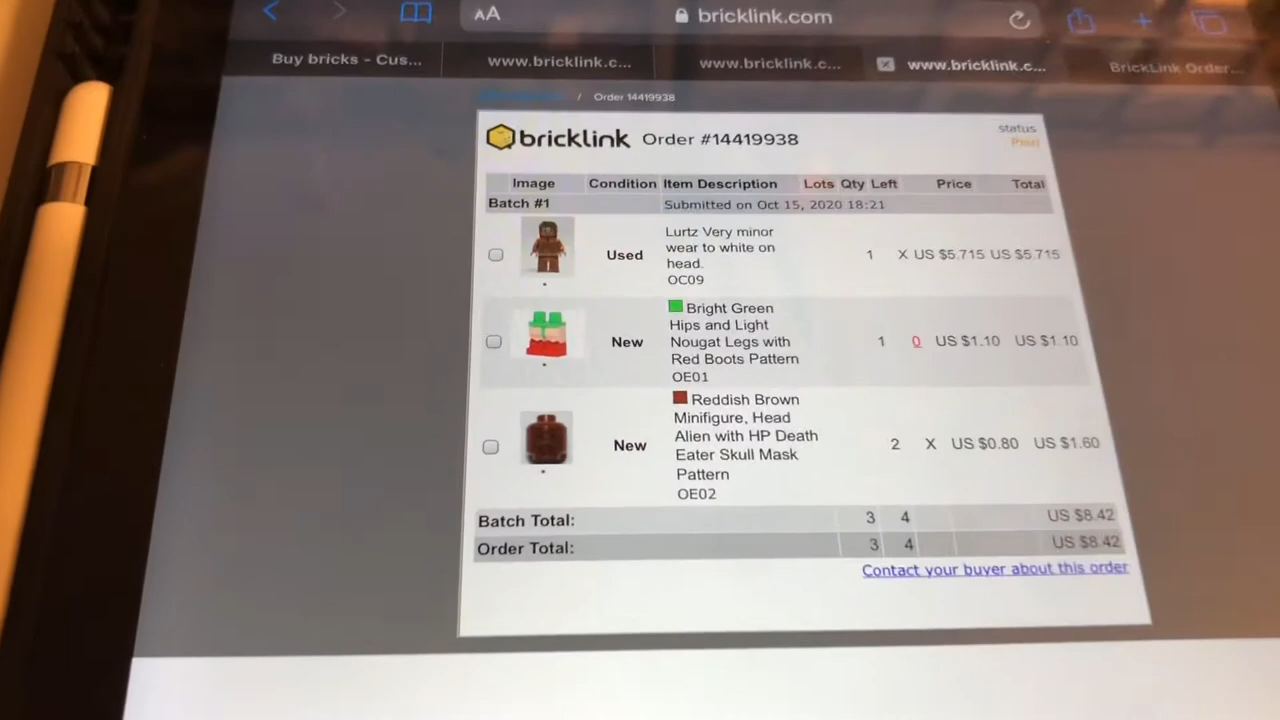 AA
bricklink.com
Buy bricks - Cus...
www.bricklink.c...
www.bricklink.c...
www.bricklink.c...
BrickLink Order...
/ Order 14419938
bricklink Order #14419938
status
Image Condition Item Description Lots Qty Left Price Total
Batch #1 Submitted on Oct 15, 2020 18:21
Lurtz Very minor
wear to white on
head.
OC09
Used 1 X US $5.715 US $5.715
Bright Green
Hips and Light
Nougat Legs with
Red Boots Pattern
OE01
New 1 0 US $1.10 US $1.10
Reddish Brown
Minifigure, Head
Alien with HP Death
Eater Skull Mask
Pattern
OE02
New 2 X US $0.80 US $1.60
Batch Total: 3 4 US $8.42
Order Total: 3 4 US $8.42
Contact your buyer about this order